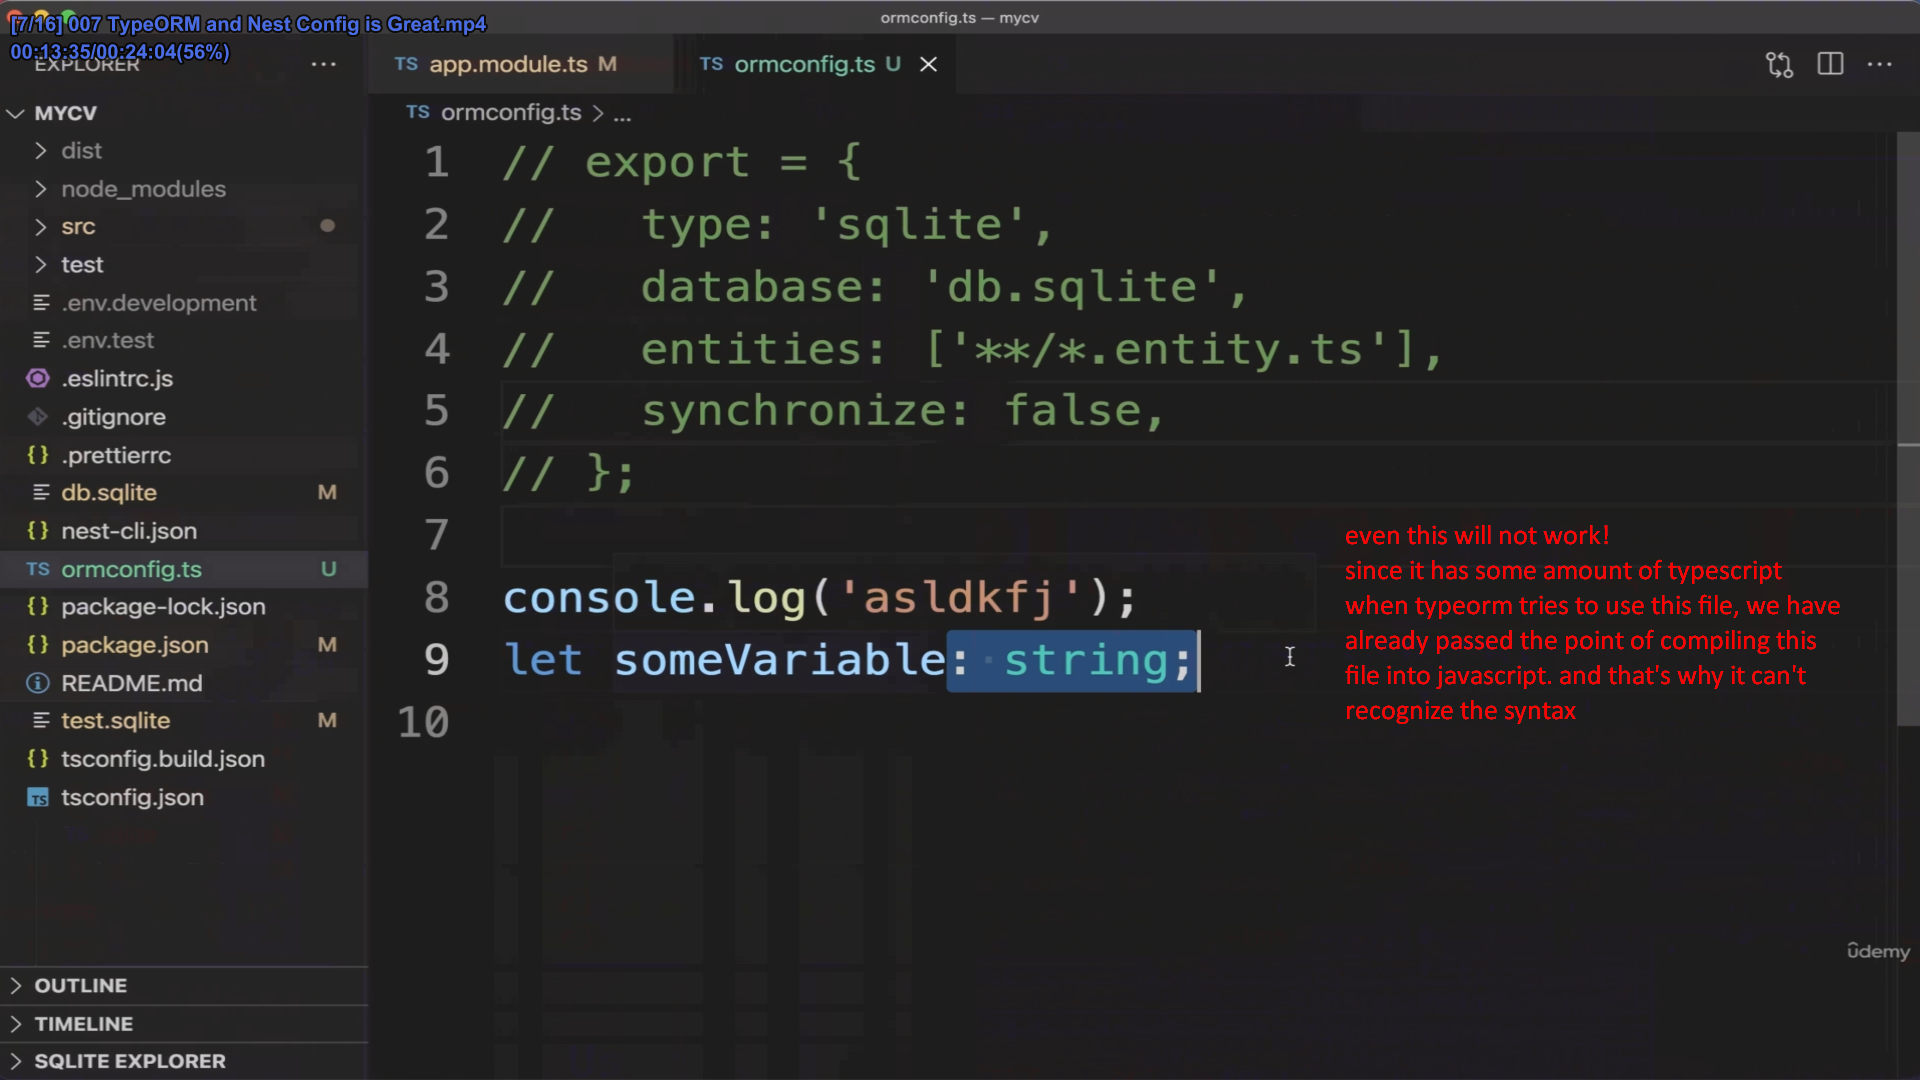 [7/16] 007 TypeORM and Nest Config is Great.mp4
00:13:35/00:24:04(56%)
ormconfig.ts — mycv
EXPLORER
TS app.module.ts M
TS ormconfig.ts U
TS ormconfig.ts > ...
MYCV
dist
node_modules
src
test
.env.development
.env.test
.eslintrc.js
.gitignore
.prettierrc
db.sqlite M
nest-cli.json
TS ormconfig.ts U
package-lock.json
package.json M
README.md
test.sqlite M
tsconfig.build.json
tsconfig.json
OUTLINE
TIMELINE
SQLITE EXPLORER
1 // export = {
2 //   type: 'sqlite',
3 //   database: 'db.sqlite',
4 //   entities: ['**/*.entity.ts'],
5 //   synchronize: false,
6 // };
7
8 console.log('asldkfj');
9 let someVariable: string;
10
even this will not work!
since it has some amount of typescript
when typeorm tries to use this file, we have
already passed the point of compiling this
file into javascript. and that's why it can't
recognize the syntax
ûdemy